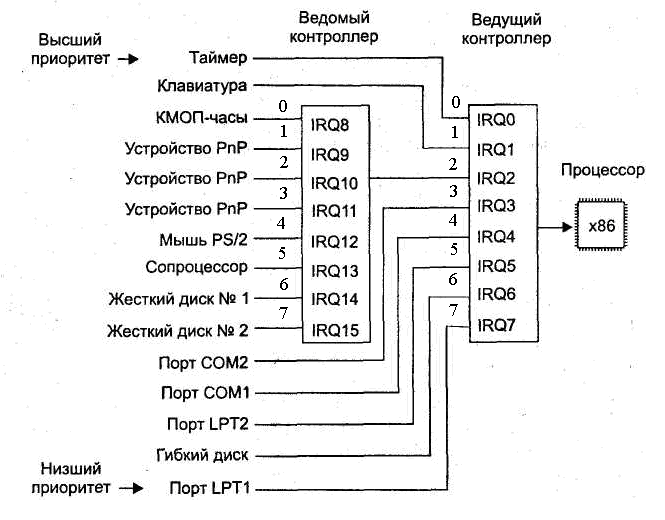 Высший
приоритет
Ведомый
контроллер
Ведущий
контроллер
Таймер
Клавиатура
КМОП-часы
Устройство PnP
Устройство PnP
Устройство PnP
Мышь PS/2
Сопроцессор
Жесткий диск № 1
Жесткий диск № 2
Порт COM2
Порт COM1
Порт LPT2
Гибкий диск
Низший
приоритет
Порт LPT1
0
IRQ8
1
IRQ9
2
IRQ10
3
IRQ11
4
IRQ12
5
IRQ13
6
IRQ14
7
IRQ15
0
IRQ0
1
IRQ1
2
IRQ2
3
IRQ3
4
IRQ4
5
IRQ5
6
IRQ6
7
IRQ7
Процессор
x86